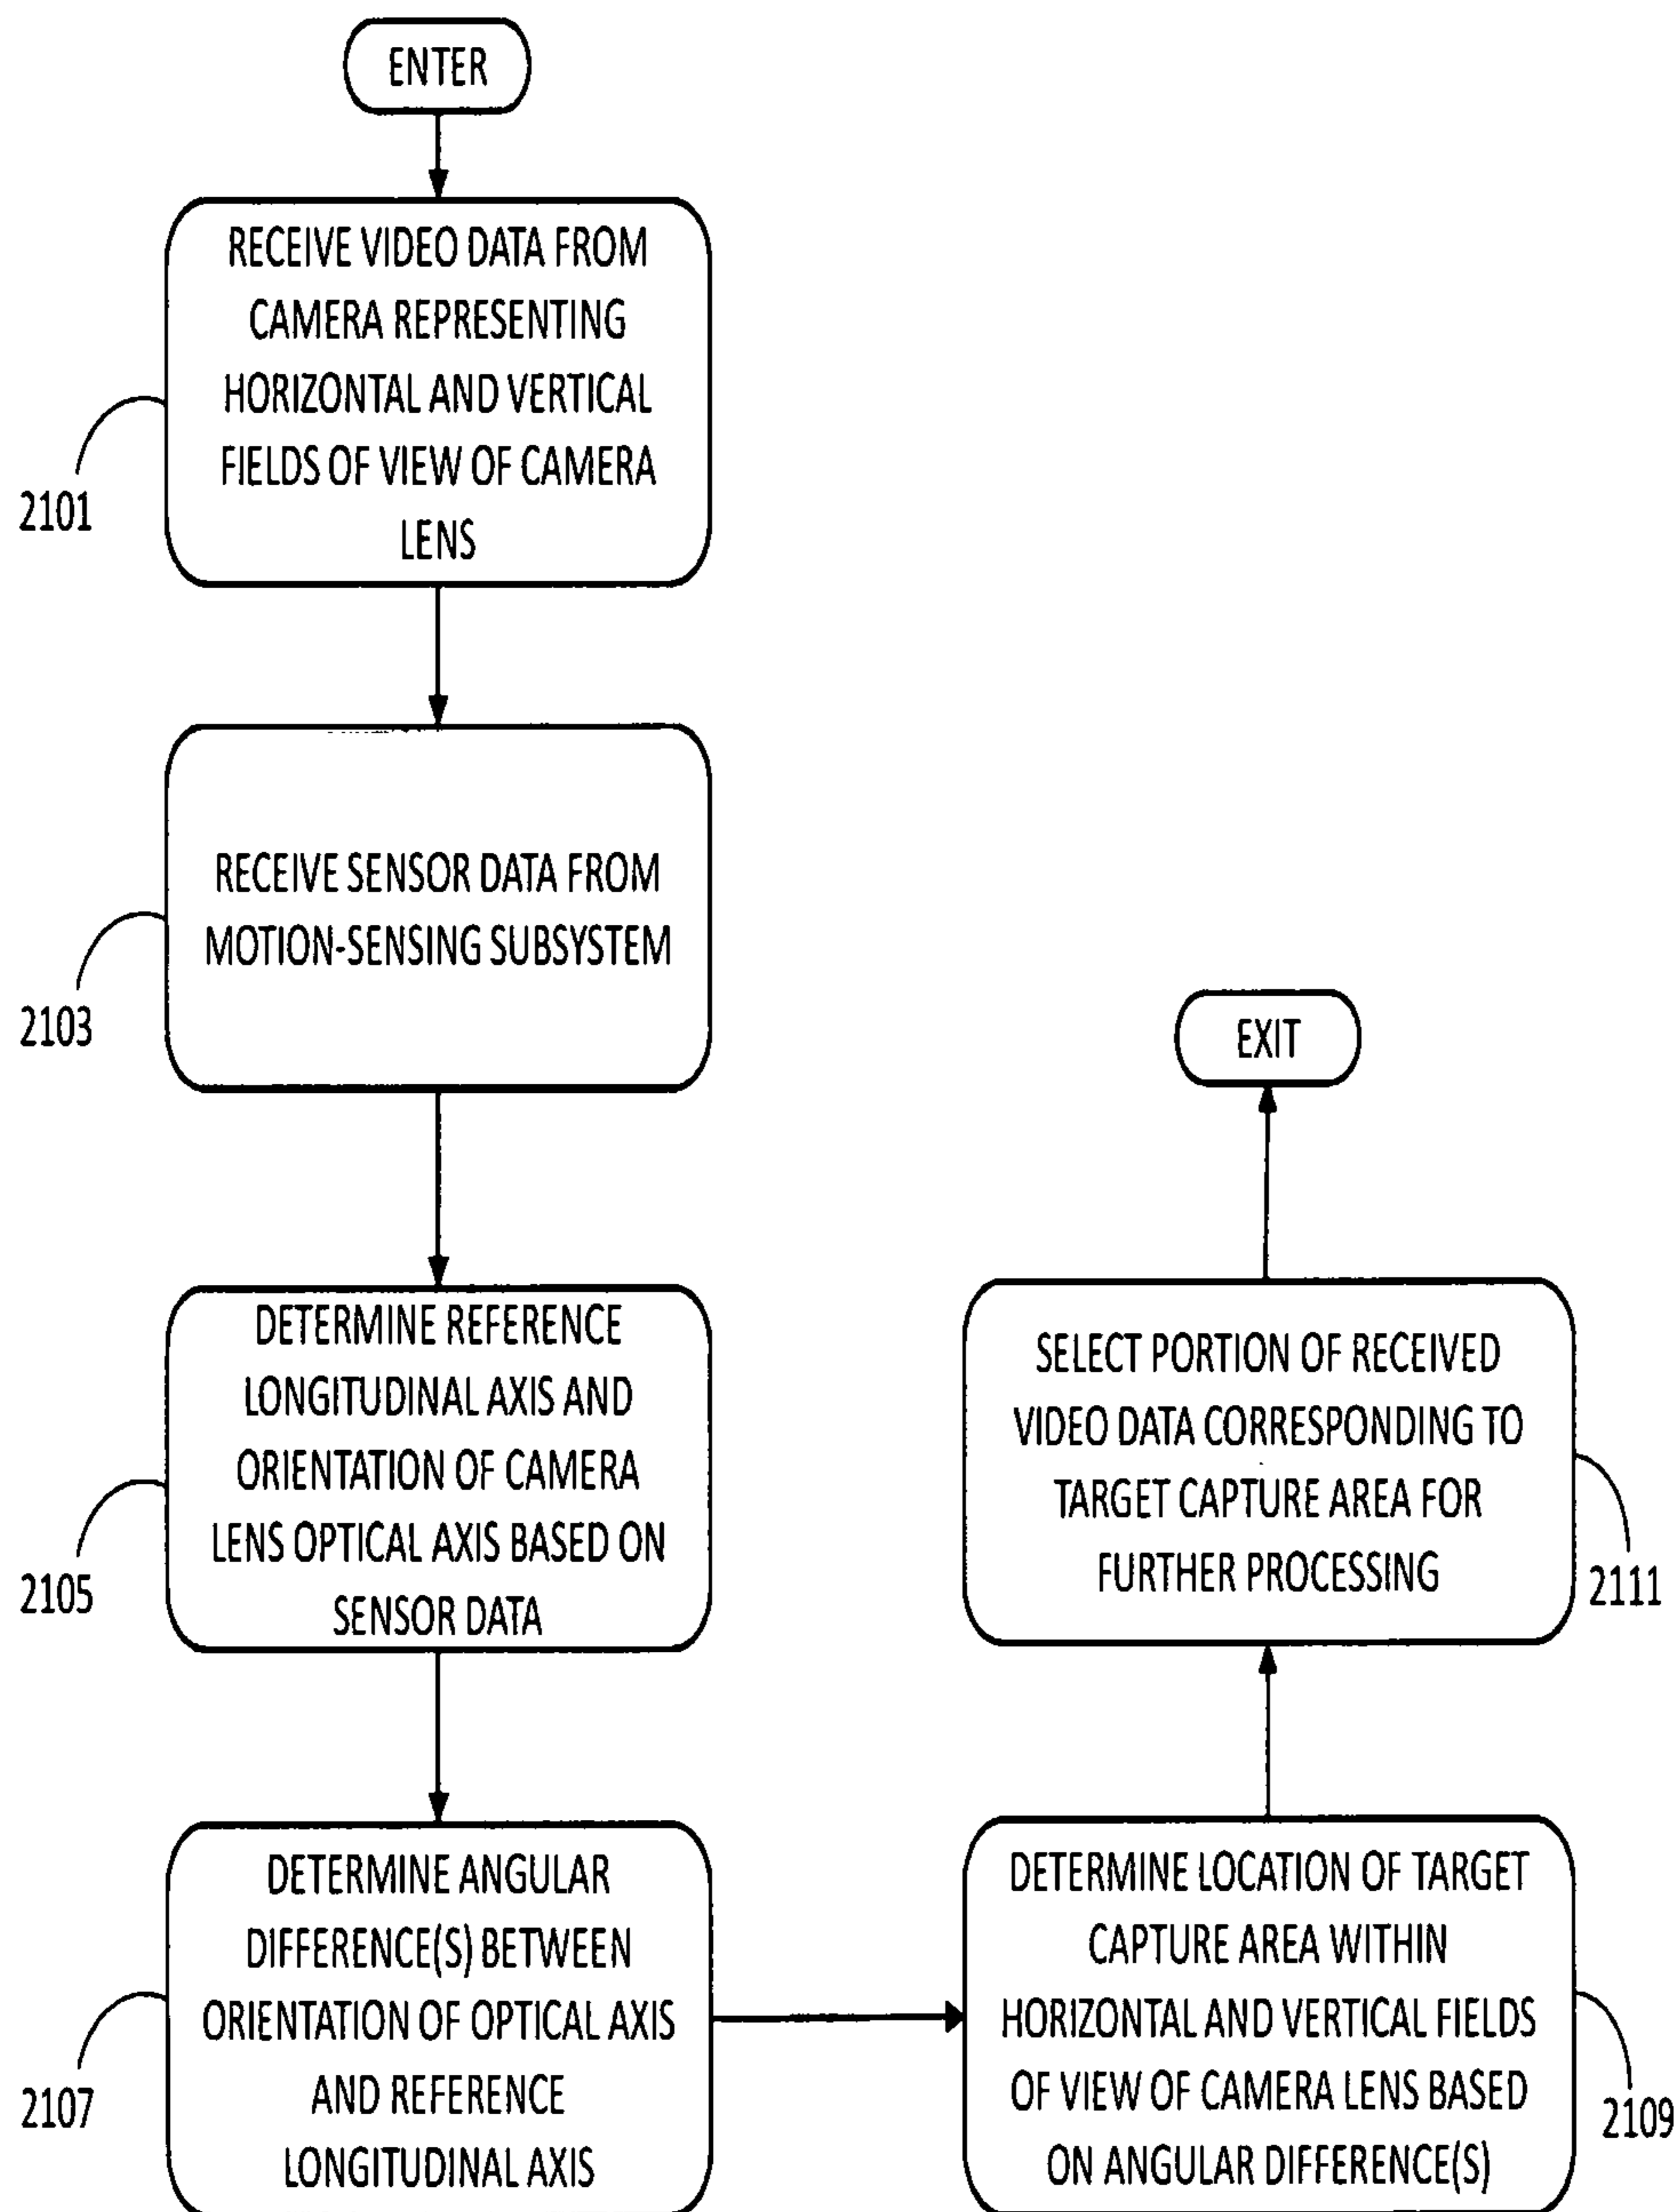 ENTER
RECEIVE VIDEO DATA FROM
CAMERA REPRESENTING
HORIZONTAL AND VERTICAL
FIELDS OF VIEW OF CAMERA
LENS
2101
RECEIVE SENSOR DATA FROM
MOTION-SENSING SUBSYSTEM
2103
DETERMINE REFERENCE
LONGITUDINAL AXIS AND
ORIENTATION OF CAMERA
LENS OPTICAL AXIS BASED ON
SENSOR DATA
2105
DETERMINE ANGULAR
DIFFERENCE(S) BETWEEN
ORIENTATION OF OPTICAL AXIS
AND REFERENCE
LONGITUDINAL AXIS
2107
DETERMINE LOCATION OF TARGET
CAPTURE AREA WITHIN
HORIZONTAL AND VERTICAL FIELDS
OF VIEW OF CAMERA LENS BASED
ON ANGULAR DIFFERENCE(S)
2109
SELECT PORTION OF RECEIVED
VIDEO DATA CORRESPONDING TO
TARGET CAPTURE AREA FOR
FURTHER PROCESSING
2111
EXIT